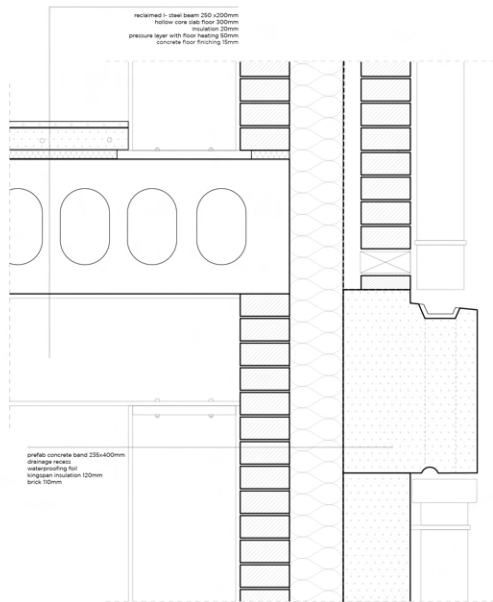 reclaimed I- steel beam 250 x200mm
hollow core slab floor 300mm
insulation 20mm
pressure layer with floor heating 50mm
concrete floor finishing 15mm
prefab concrete band 235x400mm
drainage recess
waterproofing foil
kingspan insulation 120mm
brick 110mm